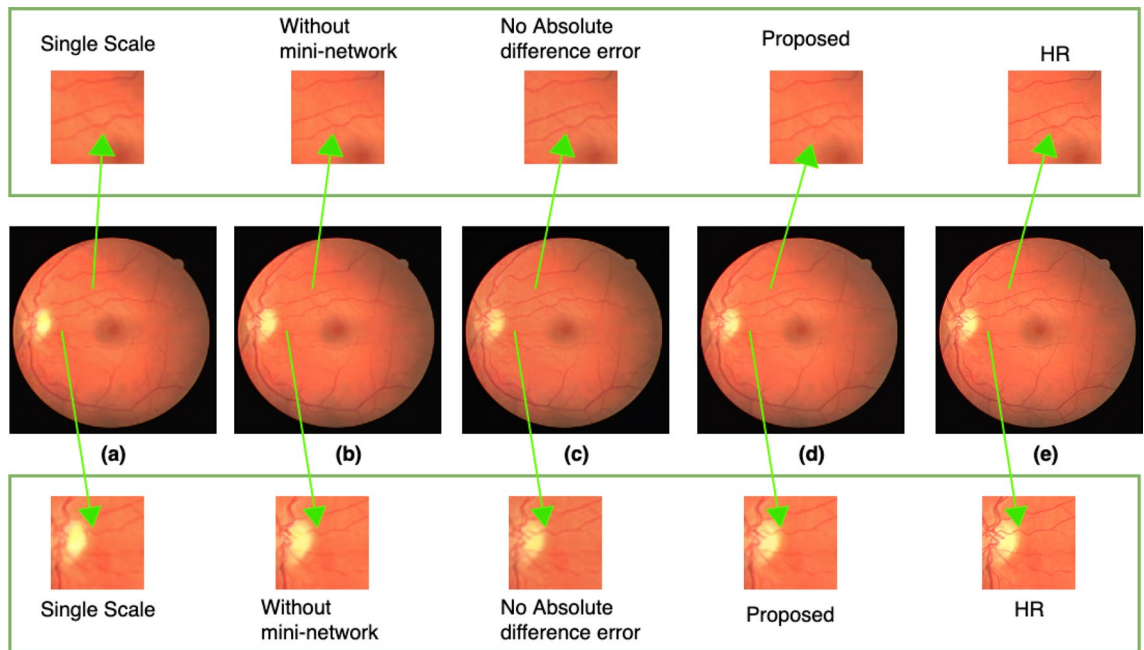 Single Scale
Without
mini-network
No Absolute
difference error
Proposed
HR
(a)
(b)
(c)
(d)
(e)
Single Scale
Without
mini-network
No Absolute
difference error
Proposed
HR